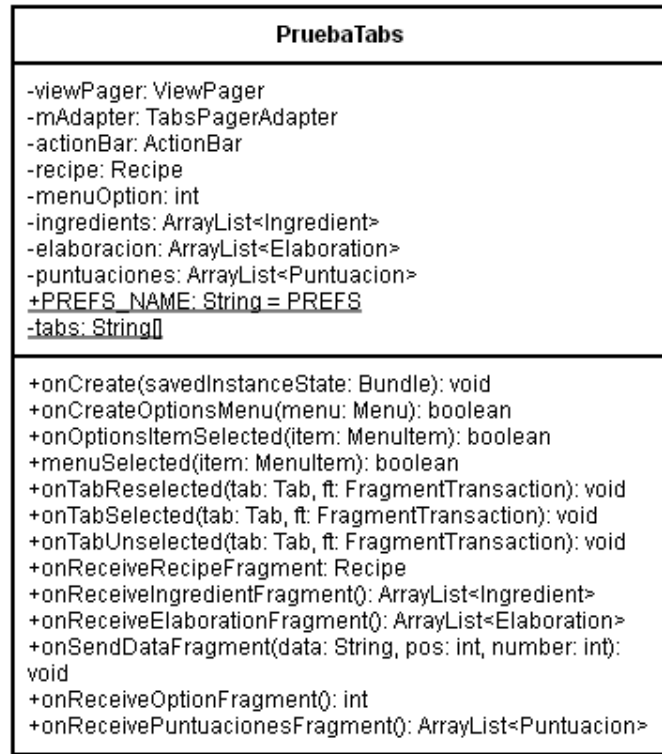 PruebaTabs
-viewPager: ViewPager
-mAdapter: TabsPagerAdapter
-actionBar: ActionBar
-recipe: Recipe
-menuOption: int
-ingredients: ArrayList<Ingredient>
-elaboracion: ArrayList<Elaboration>
-puntuaciones: ArrayList<Puntuacion>
+PREFS_NAME: String = PREFS
-tabs: String[]
+onCreate(savedInstanceState: Bundle): void
+onCreateOptionsMenu(menu: Menu): boolean
+onOptionsItemSelected(item: MenuItem): boolean
+menuSelected(item: MenuItem): boolean
+onTabReselected(tab: Tab, ft: FragmentTransaction): void
+onTabSelected(tab: Tab, ft: FragmentTransaction): void
+onTabUnselected(tab: Tab, ft: FragmentTransaction): void
+onReceiveRecipeFragment: Recipe
+onReceiveIngredientFragment(): ArrayList<Ingredient>
+onReceiveElaborationFragment(): ArrayList<Elaboration>
+onSendDataFragment(data: String, pos: int, number: int):
void
+onReceiveOptionFragment(): int
+onReceivePuntuacionesFragment(): ArrayList<Puntuacion>